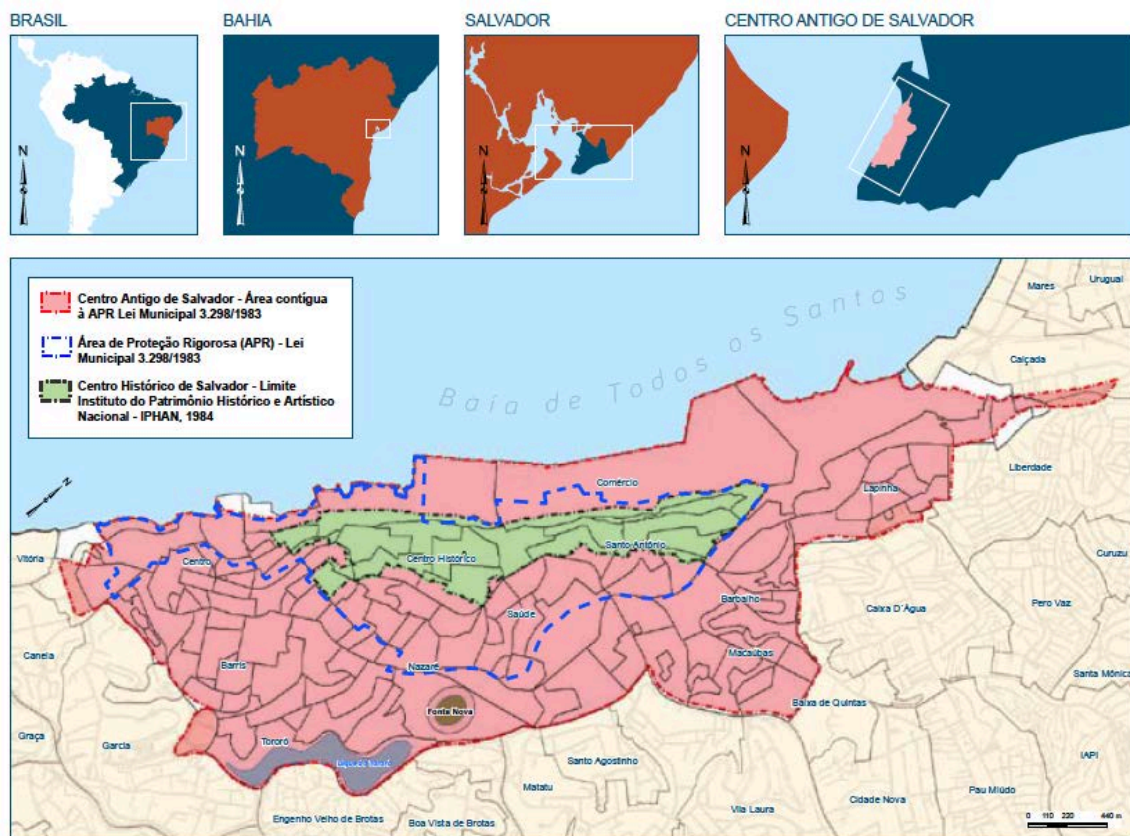 BRASIL
BAHIA
SALVADOR
CENTRO ANTIGO DE SALVADOR
N
N
N
N
Centro Antigo de Salvador - Área contígua
à APR Lei Municipal 3.298/1983
Área de Proteção Rigorosa (APR) - Lei
Municipal 3.298/1983
Centro Histórico de Salvador - Limite
Instituto do Patrimônio Histórico e Artístico
Nacional - IPHAN, 1984
Baía de Todos os Santos
Mares
Uruguai
Calçada
Liberdade
Comércio
Lapinha
N
Vitória
Centro
Centro Histórico
Santo Antônio
Curuzu
Saúde
Barbalho
Caixa D´Água
Pero Vaz
Canela
Barris
Nazaré
Macaúbas
Santa Mônica
Baixa de Quintas
Fonte Nova
Graça
Garcia
Tororó
Santo Agostinho
IAPI
Matatu
Cidade Nova
Pau Miúdo
Vila Laura
Engenho Velho de Brotas
Boa Vista de Brotas
0 110 220 440 m